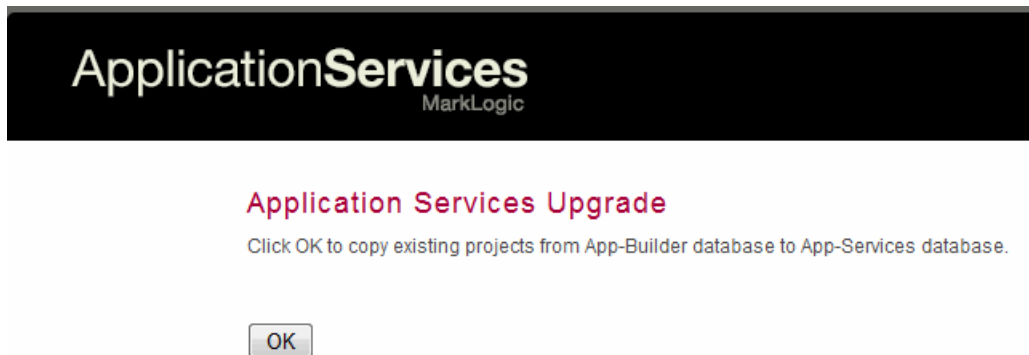 ApplicationServices
MarkLogic
Application Services Upgrade
Click OK to copy existing projects from App-Builder database to App-Services database.
OK